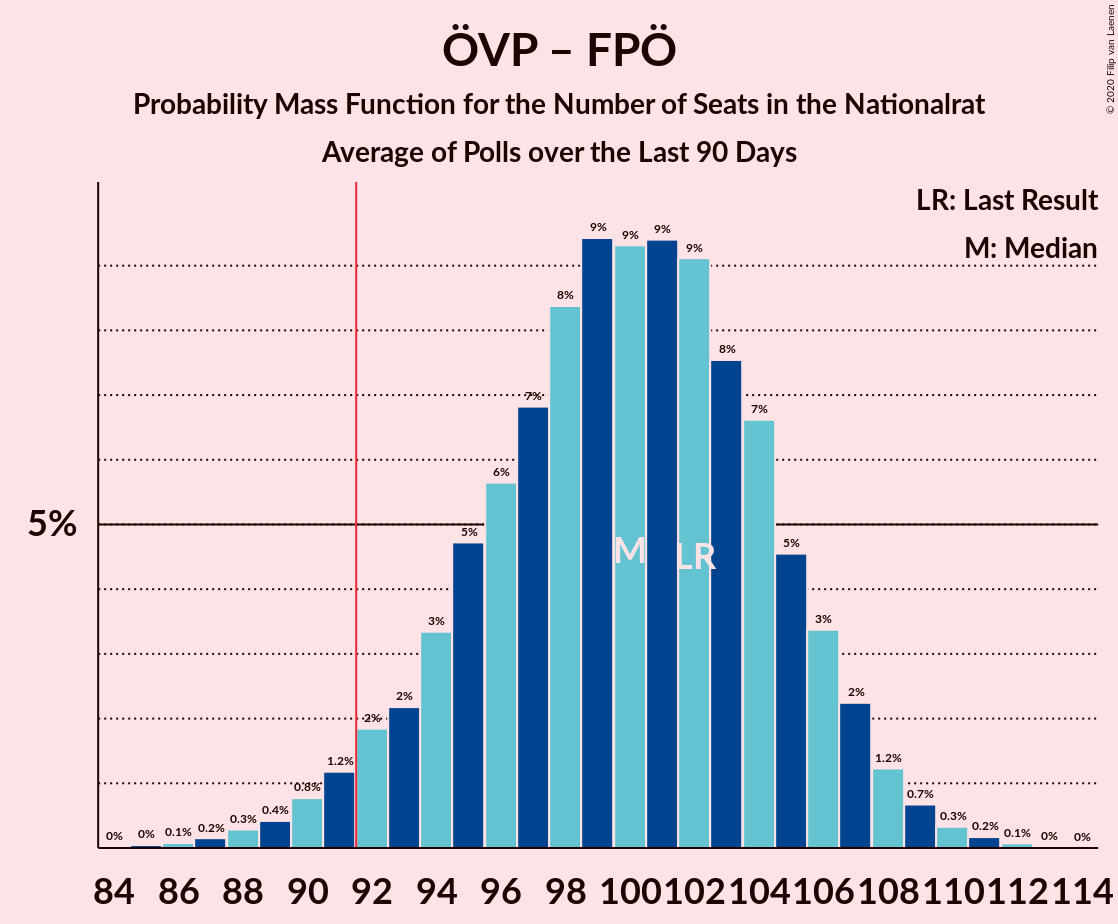 ÖVP – FPÖ
Probability Mass Function for the Number of Seats in the Nationalrat
Average of Polls over the Last 90 Days
© 2020 Filip van Laenen
LR: Last Result
M: Median
5%
0% 0% 0.1% 0.2% 0.3% 0.4% 0.8% 1.2% 2% 2% 3% 5% 6% 7% 8% 9% 9% 9% 9% 8% 7% 5% 3% 2% 1.2% 0.7% 0.3% 0.2% 0.1% 0% 0%
M LR
84 86 88 90 92 94 96 98 100 102 104 106 108 110 112 114